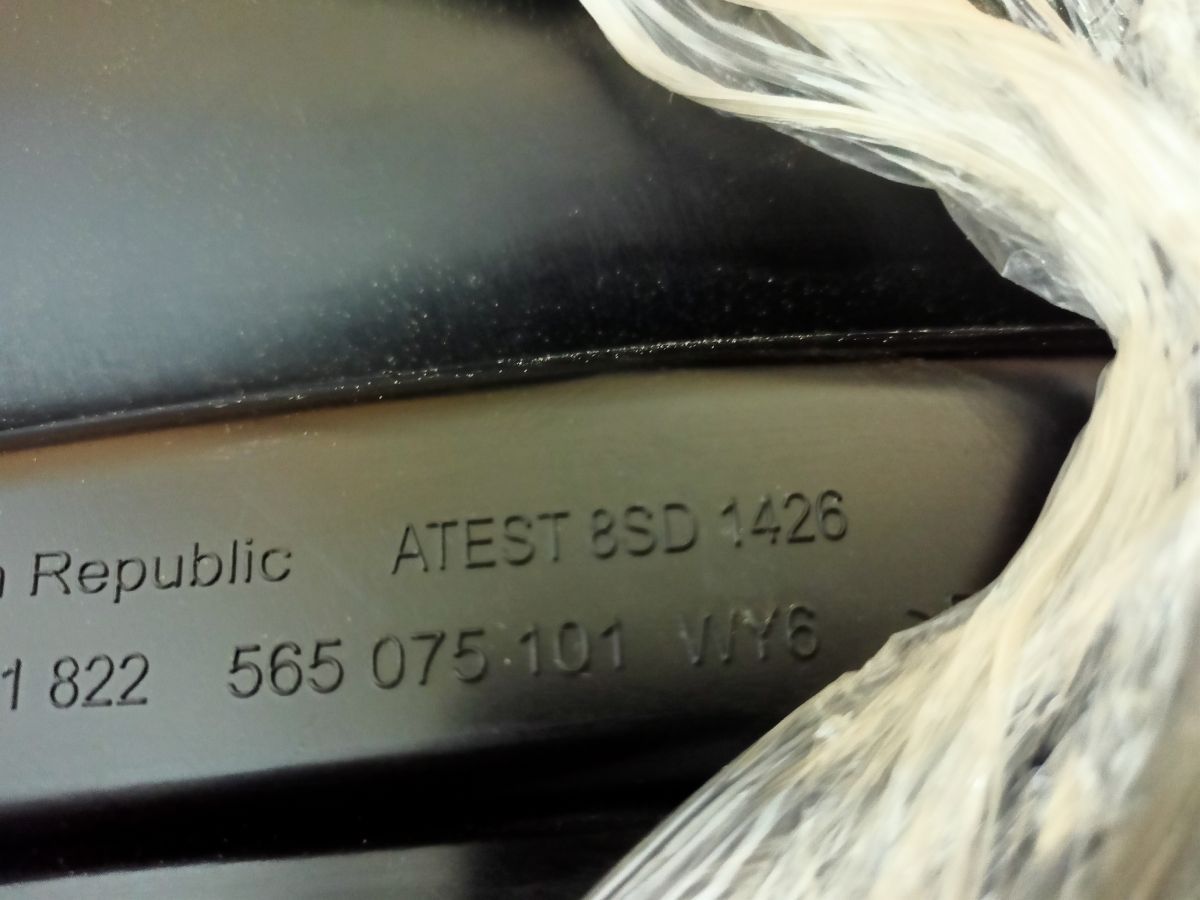 Republic ATEST 8SD 1426
1 822 565 075 101 WY6